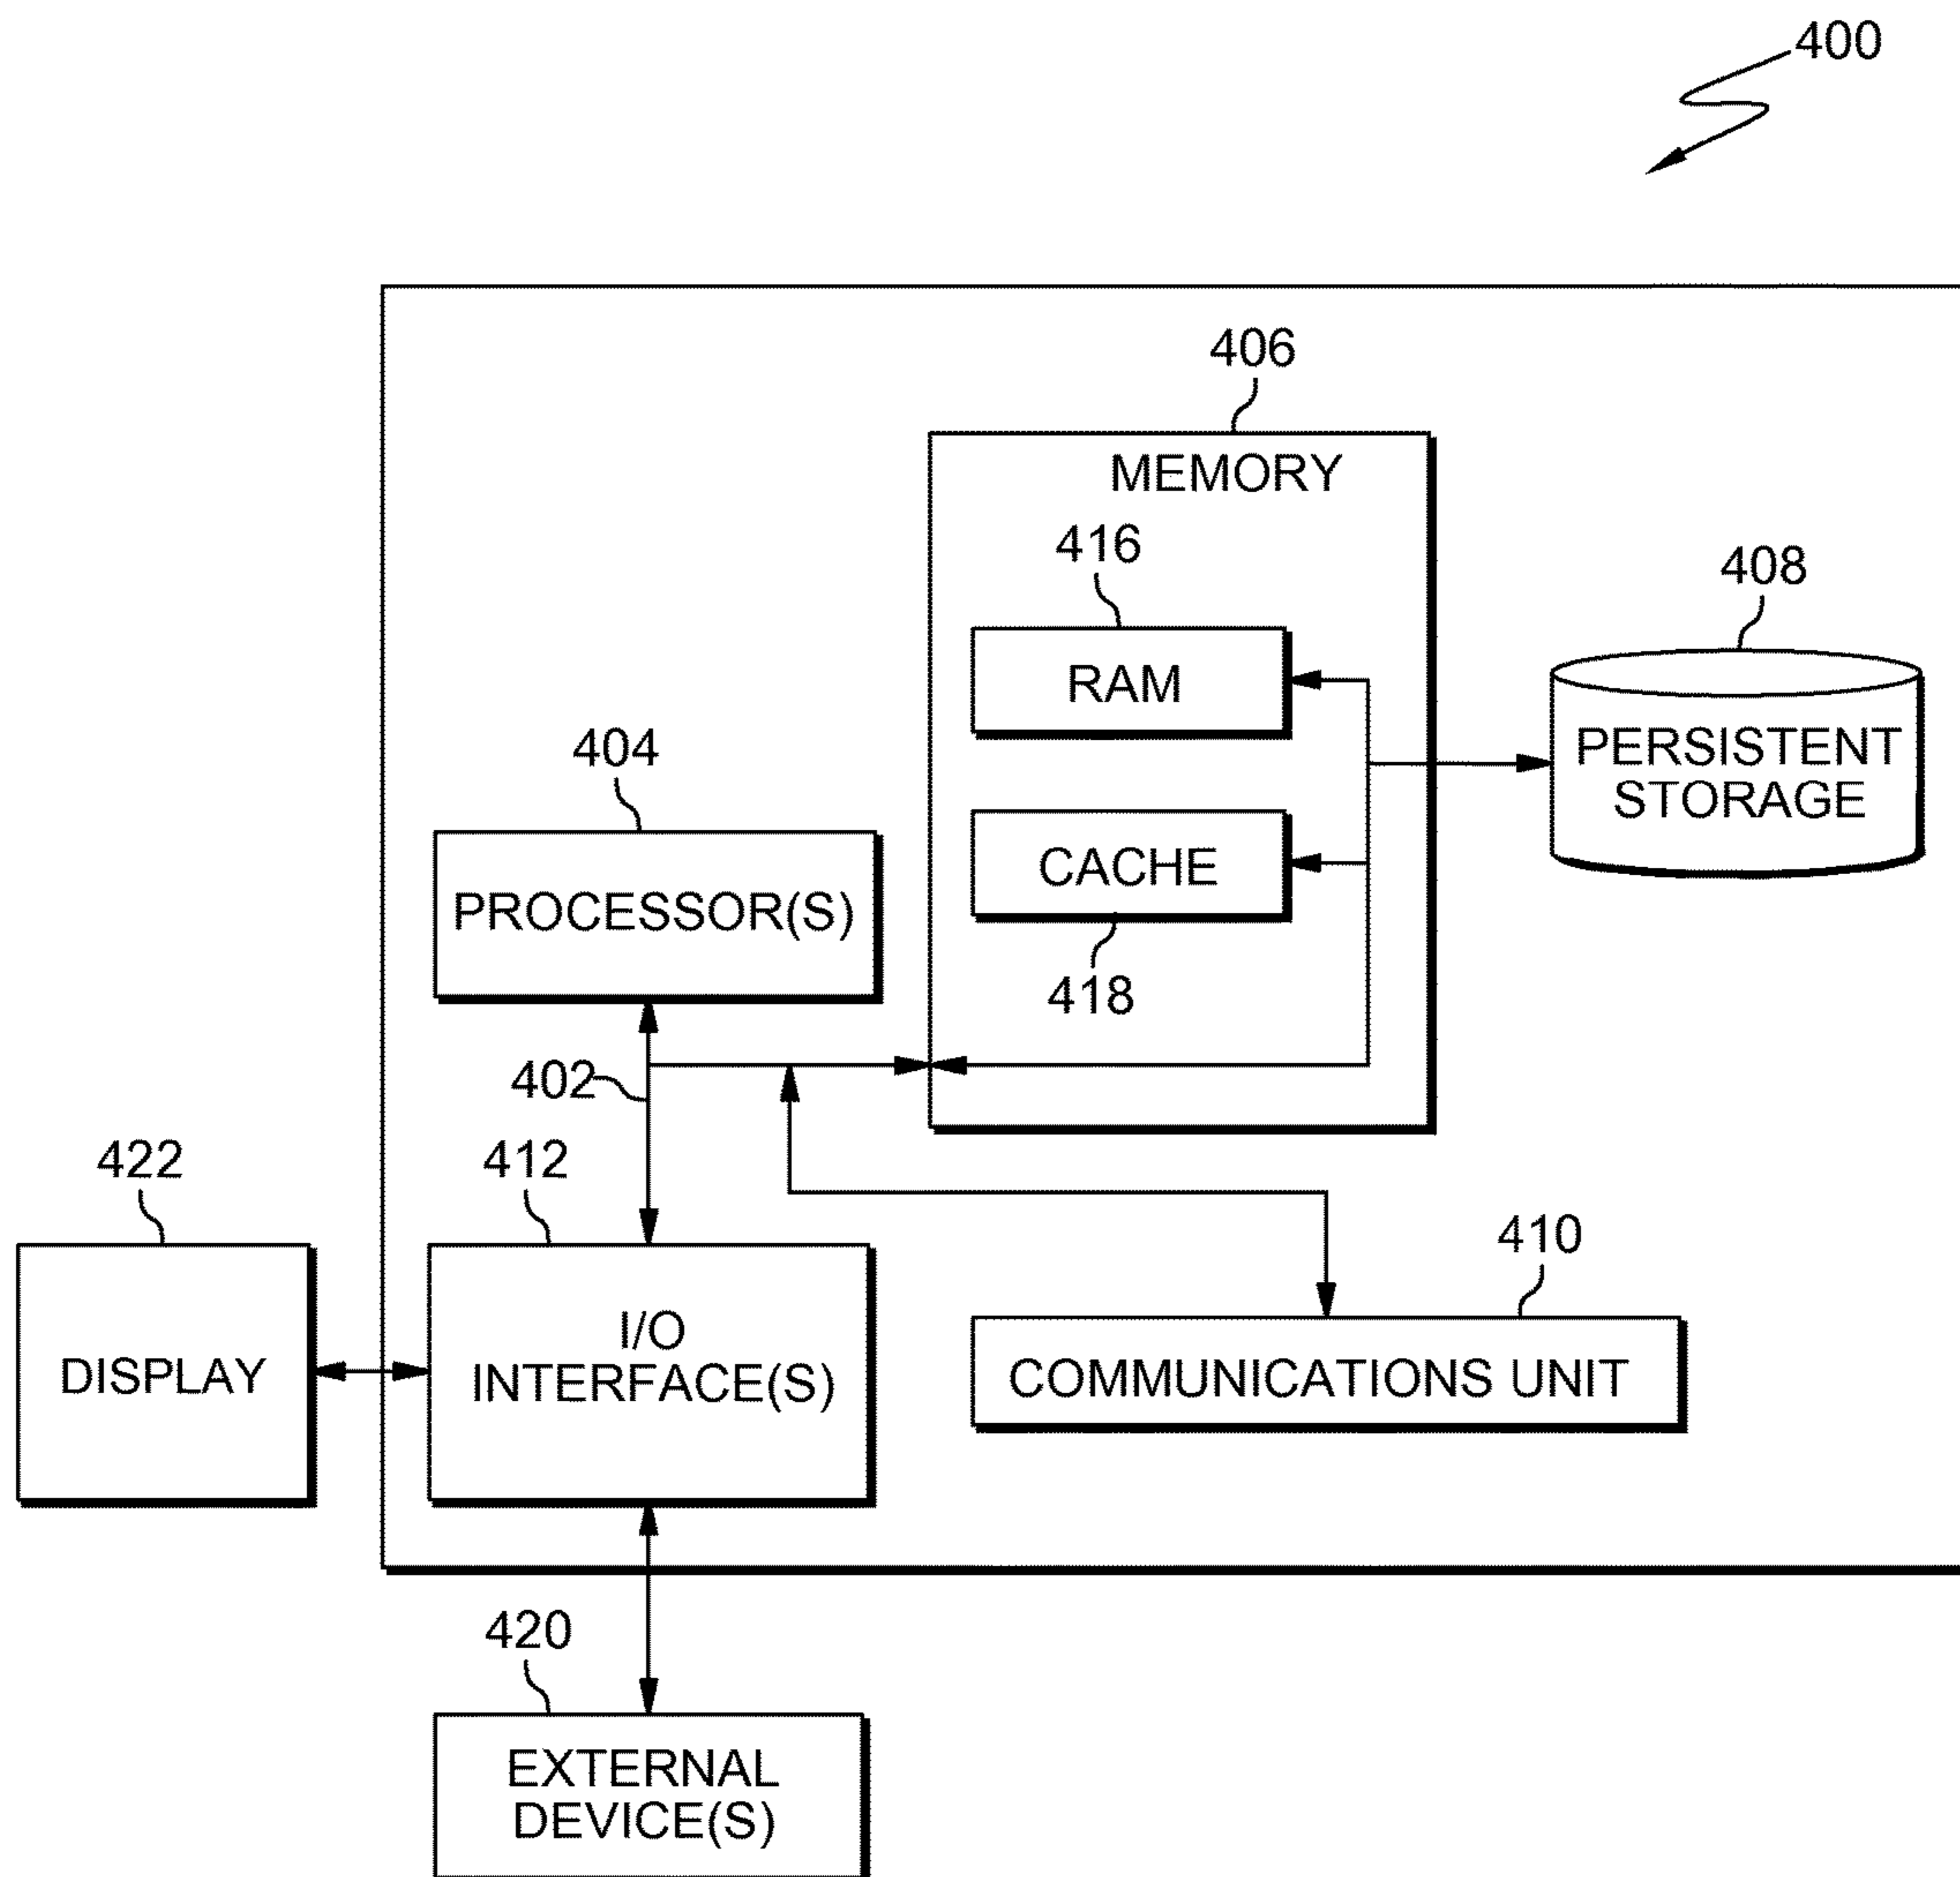 400
406
MEMORY
416
RAM
408
PERSISTENT
STORAGE
404
PROCESSOR(S)
CACHE
418
402
422
DISPLAY
412
I/O
INTERFACE(S)
410
COMMUNICATIONS UNIT
420
EXTERNAL
DEVICE(S)